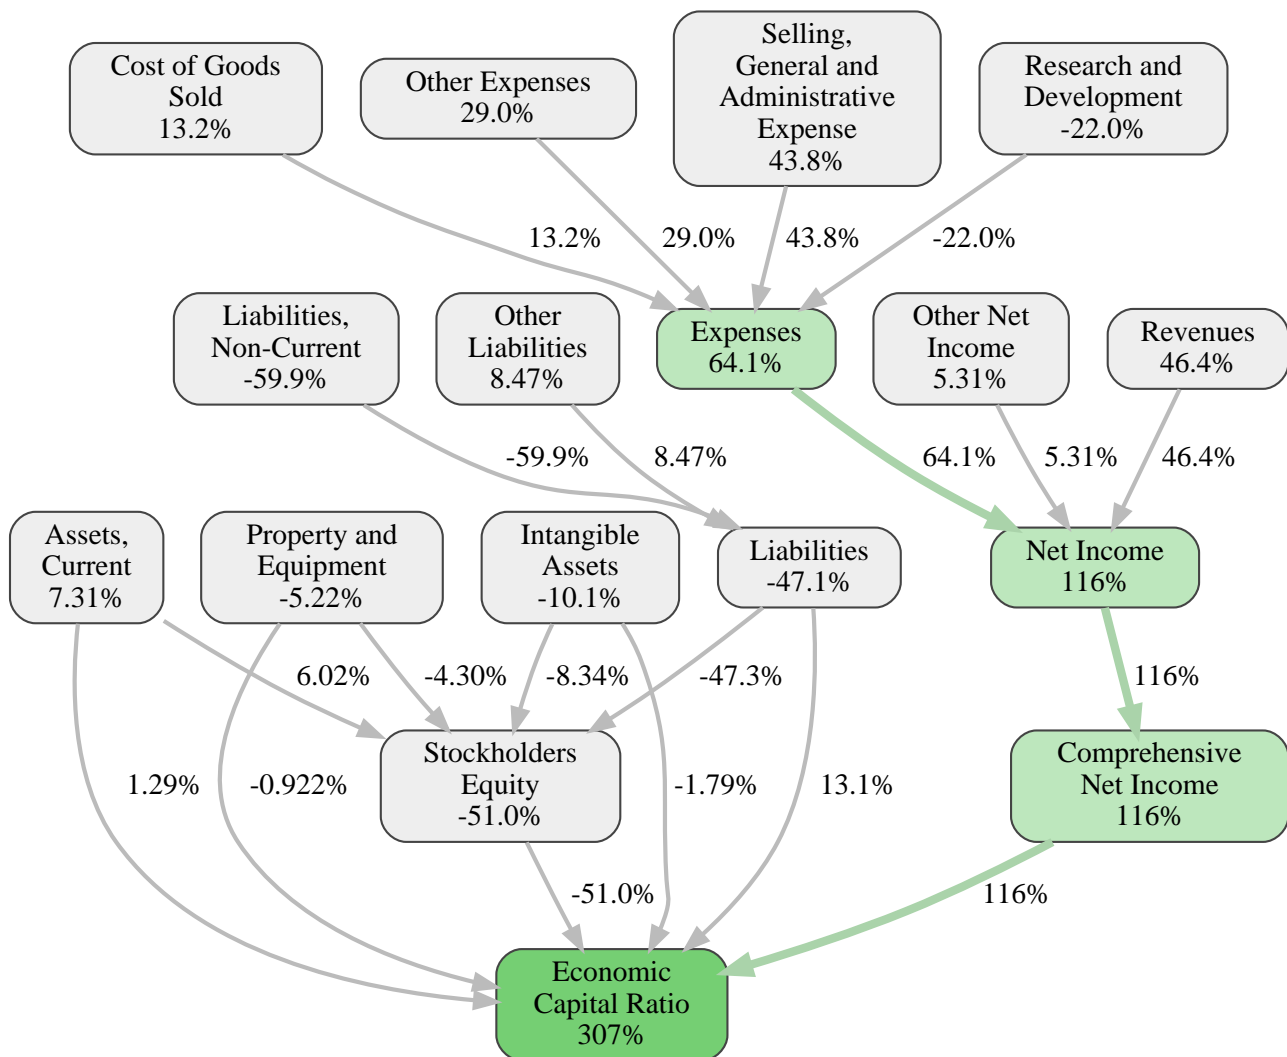 Cost of Goods
Sold
13.2%
Other Expenses
29.0%
Selling,
General and
Administrative
Expense
43.8%
Research and
Development
-22.0%
13.2%
29.0%
43.8%
-22.0%
Liabilities,
Non-Current
-59.9%
Other
Liabilities
8.47%
Expenses
64.1%
Other Net
Income
5.31%
Revenues
46.4%
-59.9%
8.47%
64.1%
5.31%
46.4%
Assets,
Current
7.31%
Property and
Equipment
-5.22%
Intangible
Assets
-10.1%
Liabilities
-47.1%
Net Income
116%
6.02%
-4.30%
-8.34%
-47.3%
116%
Stockholders
Equity
-51.0%
Comprehensive
Net Income
116%
1.29%
-0.922%
-1.79%
13.1%
-51.0%
116%
Economic
Capital Ratio
307%